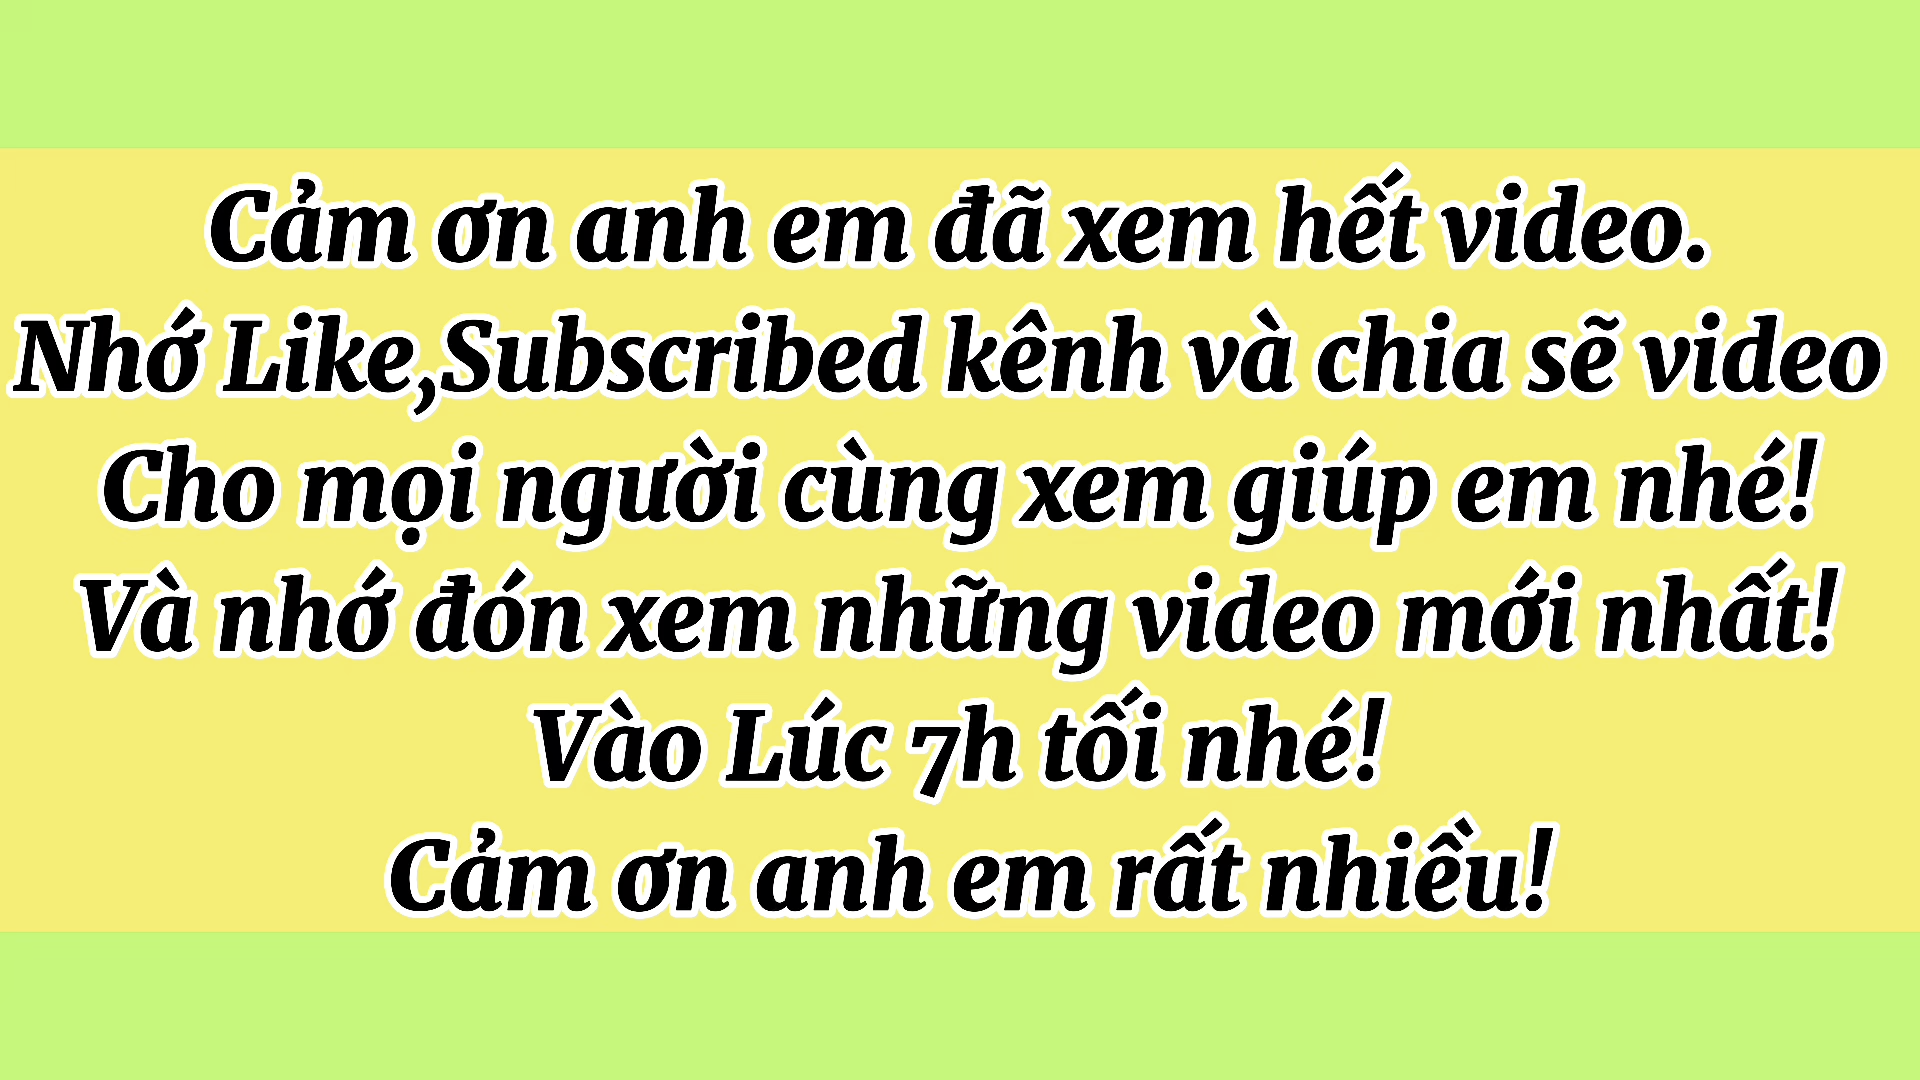 Cảm ơn anh em đã xem hết video.
Nhớ Like,Subscribed kênh và chia sẽ video
Cho mọi người cùng xem giúp em nhé!
Và nhớ đón xem những video mới nhất!
Vào Lúc 7h tối nhé!
Cảm ơn anh em rất nhiều!